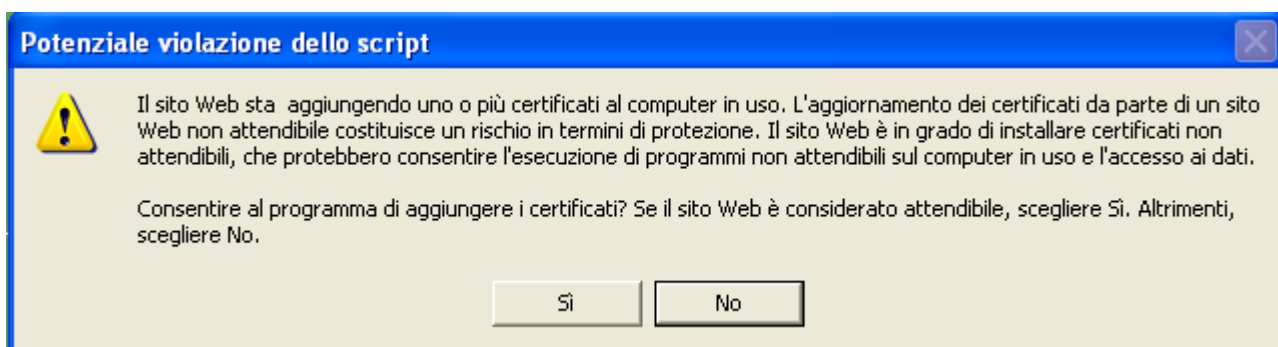 Potenziale violazione dello script
Il sito Web sta  aggiungendo uno o più certificati al computer in uso. L'aggiornamento dei certificati da parte di un sito
Web non attendibile costituisce un rischio in termini di protezione. Il sito Web è in grado di installare certificati non
attendibili, che protebbero consentire l'esecuzione di programmi non attendibili sul computer in uso e l'accesso ai dati.
Consentire al programma di aggiungere i certificati? Se il sito Web è considerato attendibile, scegliere Sì. Altrimenti,
scegliere No.
Sì
No